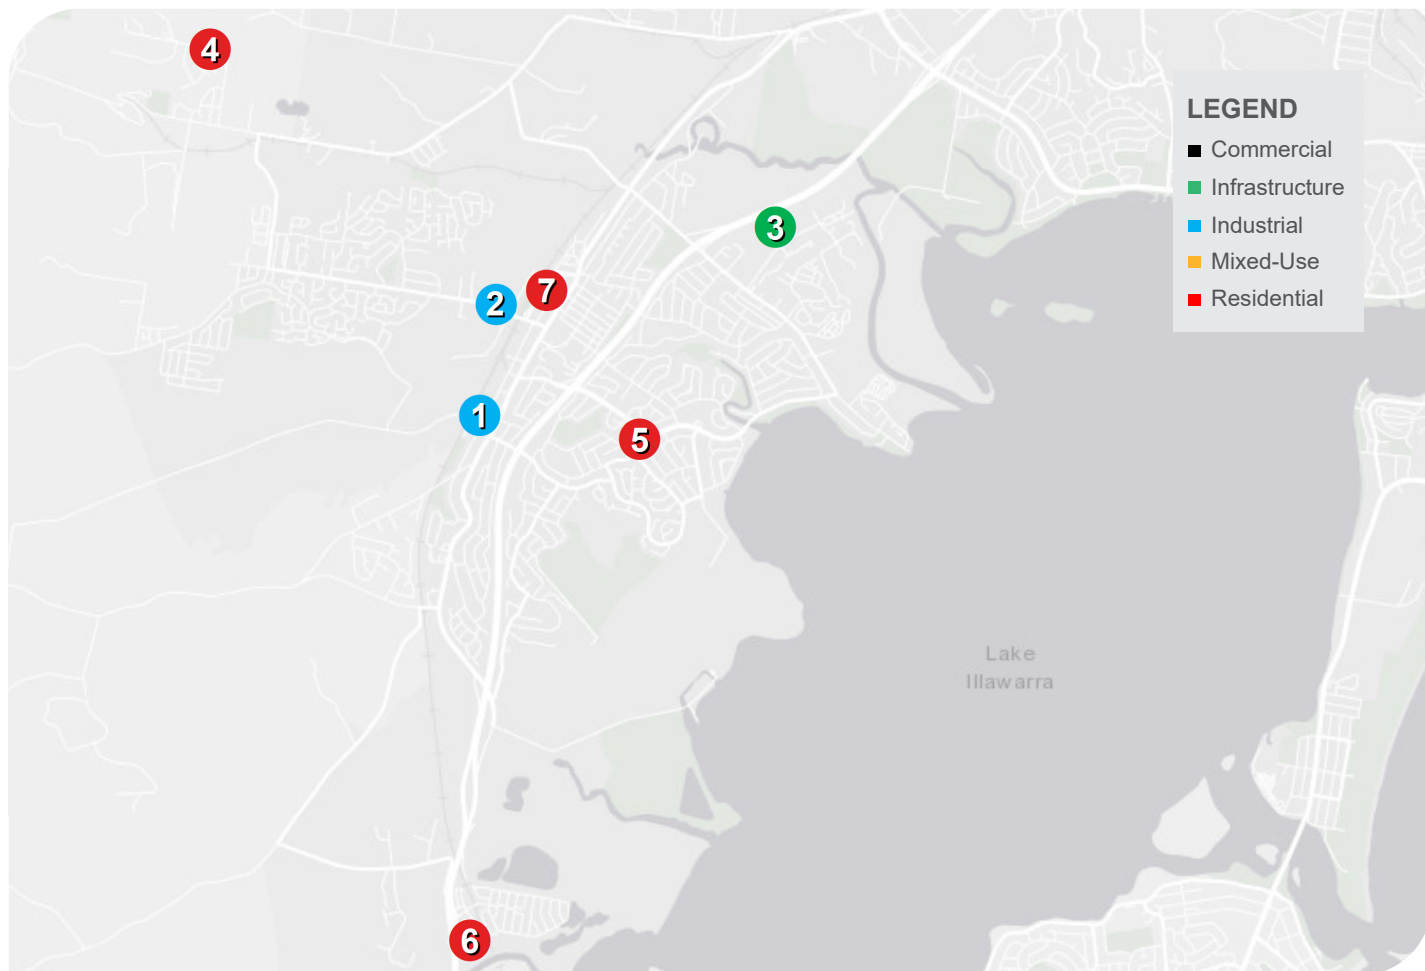 4
LEGEND
Commercial
Infrastructure
Industrial
Mixed-Use
Residential
3
7
2
1
5
Lake
Illawarra
6